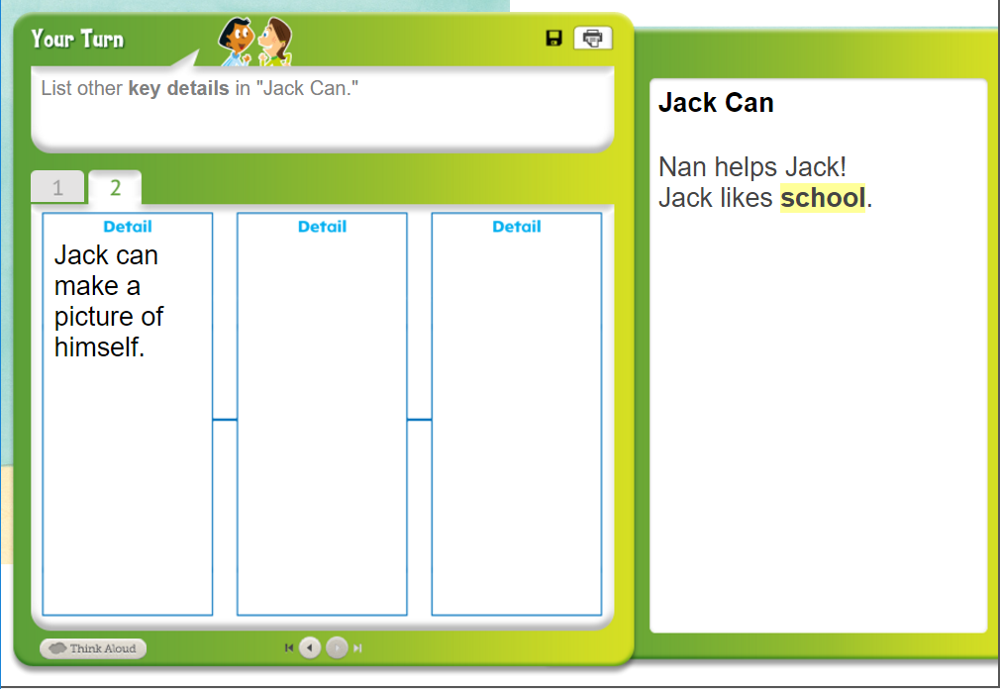 Your Turn
List other key details in "Jack Can."
1
2
Detail
Jack can
make a
picture of
himself.
Detail
Detail
Think Aloud
Jack Can
Nan helps Jack!
Jack likes school.